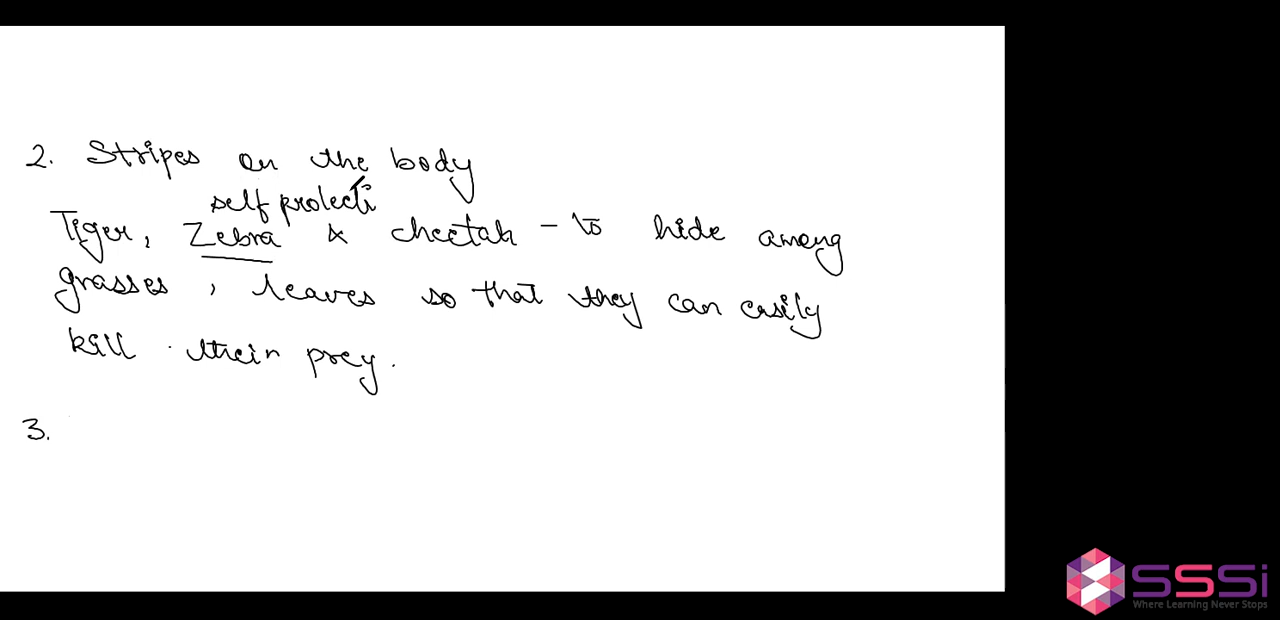 2. Stripes on the body
self protecti
Tiger, Zebra & cheetah - to hide among
grasses, leaves so that they can easily
kill their prey.
3.
SSSi
Where Learning Never Stops